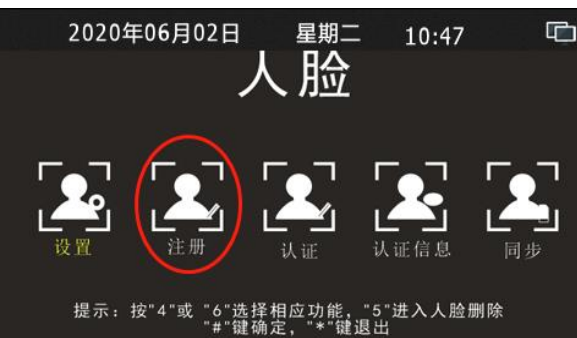 2020年06月02日 星期二 10:47
人脸
设置 注册 认证 认证信息 同步
提示：按"4"或 "6"选择相应功能，"5"进入人脸删除
"#"键确定，"*"键退出